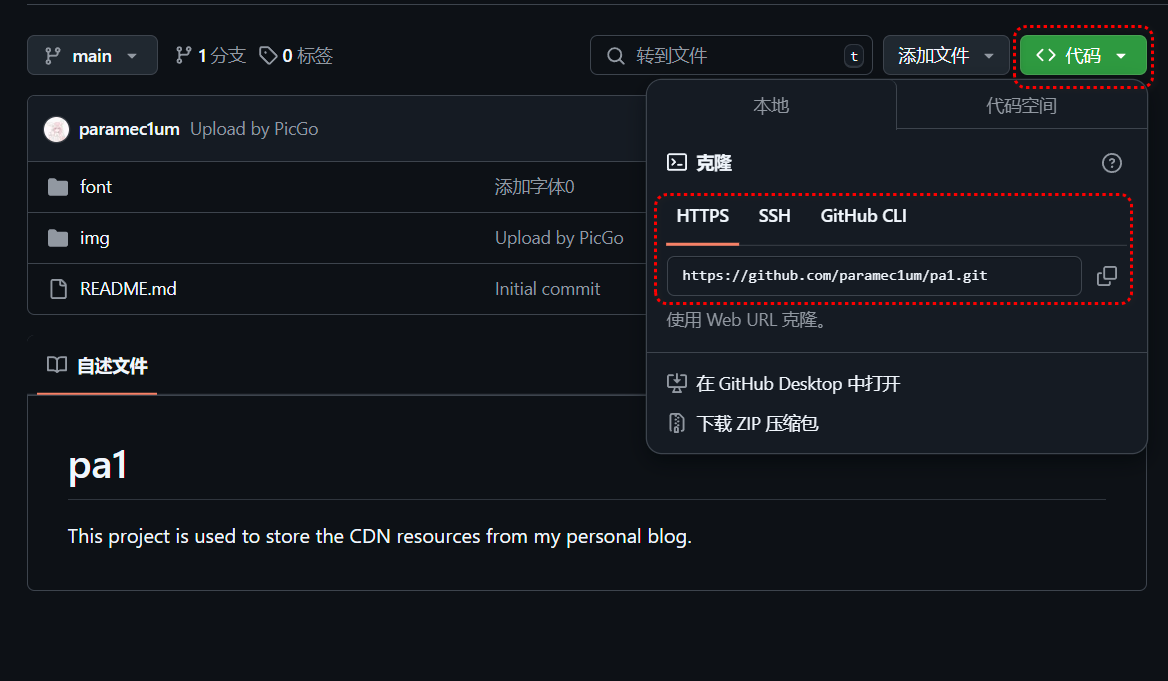 main 1 分支 0 标签 转到文件 t 添加文件 代码
本地 代码空间
paramec1um Upload by PicGo
克隆
font 添加字体0
HTTPS SSH GitHub CLI
img Upload by PicGo
https://github.com/paramec1um/pa1.git
README.md Initial commit
使用 Web URL 克隆。
自述文件
在 GitHub Desktop 中打开
下载 ZIP 压缩包
pa1
This project is used to store the CDN resources from my personal blog.